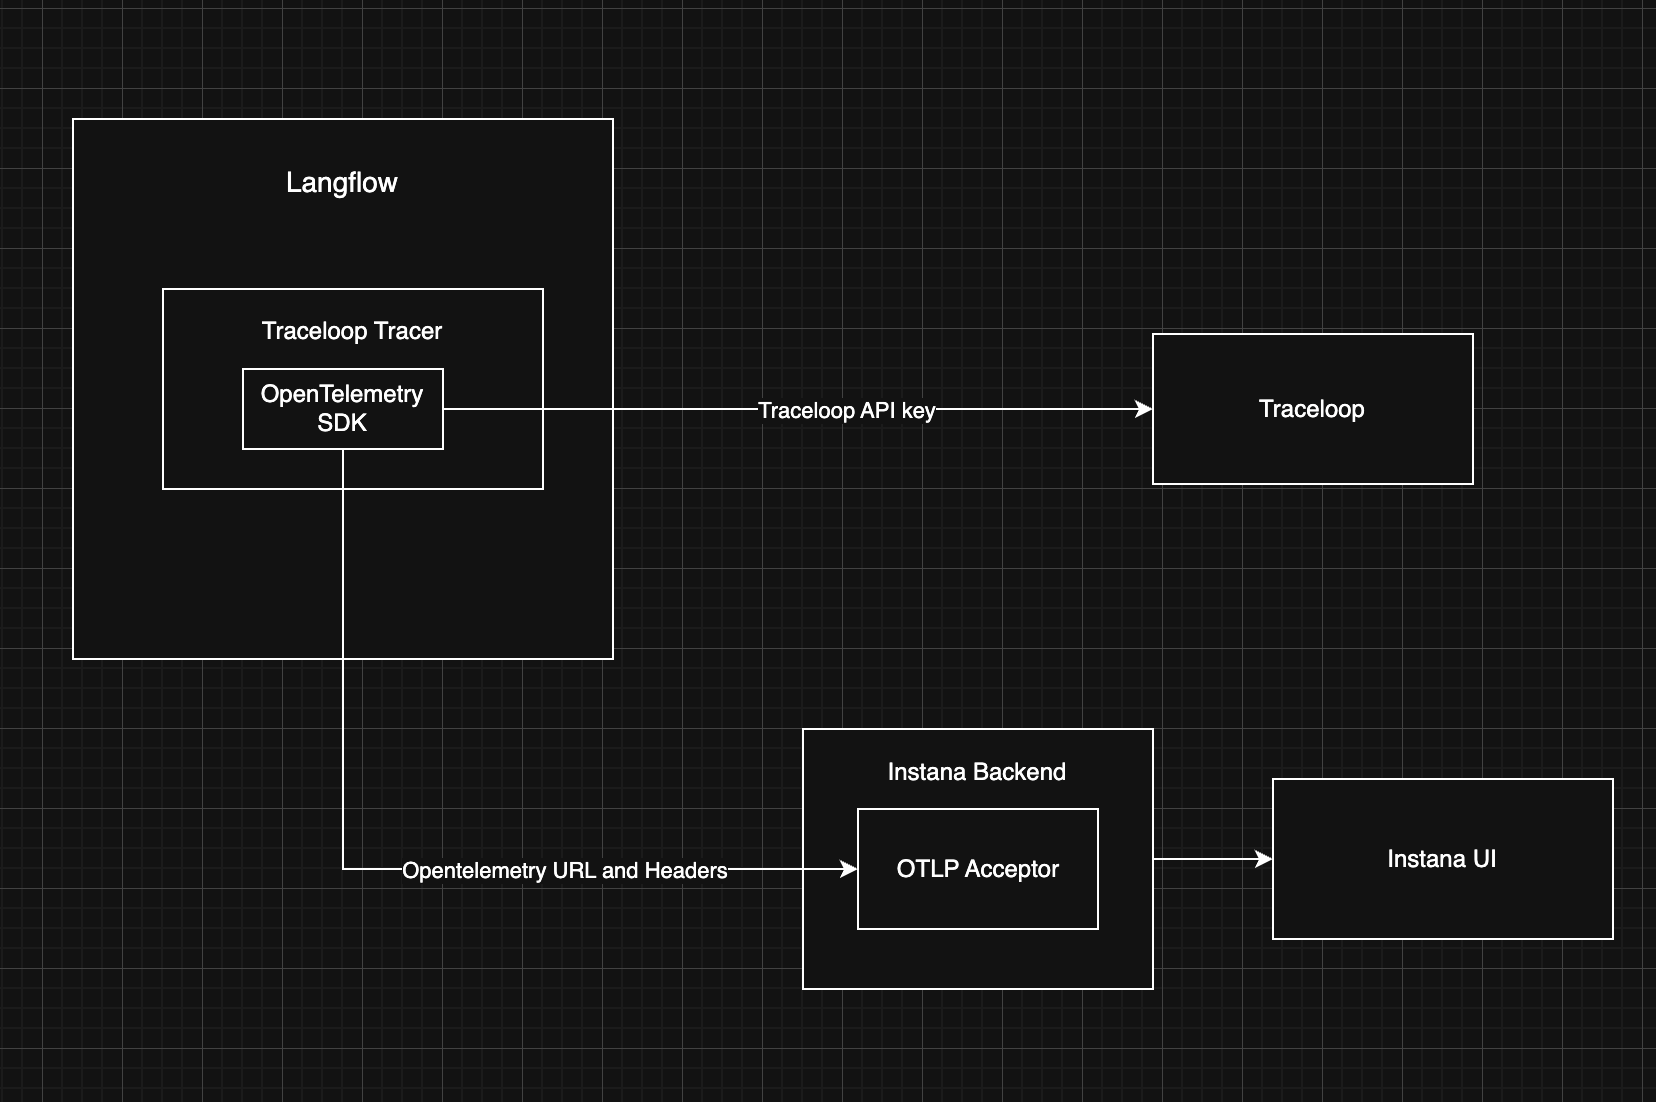 Langflow
Traceloop Tracer
OpenTelemetry
SDK
Traceloop API key
Traceloop
Instana Backend
OTLP Acceptor
Opentelemetry URL and Headers
Instana UI